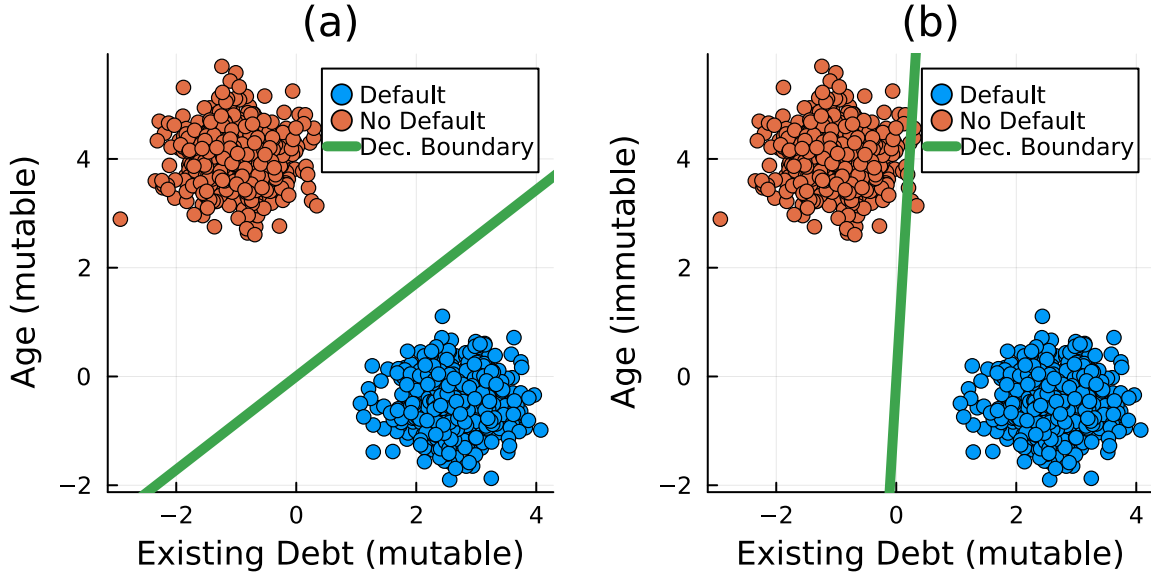 (a)
Default
No Default
Dec. Boundary
Age (mutable)
4
2
0
−2
−2
0
2
4
Existing Debt (mutable)
(b)
Default
No Default
Dec. Boundary
Age (immutable)
4
2
0
−2
−2
0
2
4
Existing Debt (mutable)